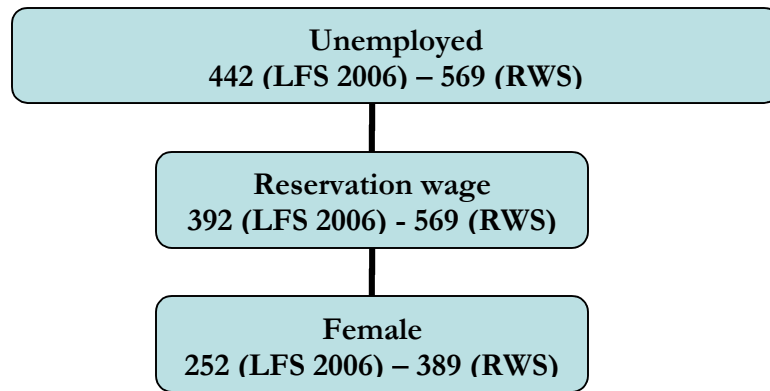 Unemployed
442 (LFS 2006) – 569 (RWS)
Reservation wage
392 (LFS 2006) - 569 (RWS)
Female
252 (LFS 2006) – 389 (RWS)